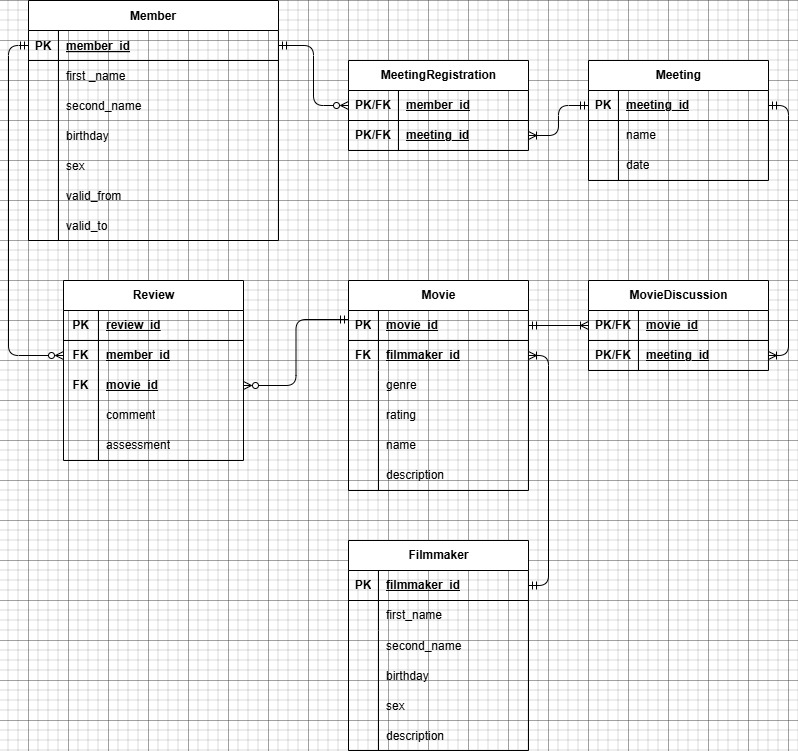 Member
PK member_id
first _name
second_name
birthday
sex
valid_from
valid_to
MeetingRegistration
PK/FK member_id
PK/FK meeting_id
Meeting
PK meeting_id
name
date
Review
PK review_id
FK member_id
FK movie_id
comment
assessment
Movie
PK movie_id
FK filmmaker_id
genre
rating
name
description
MovieDiscussion
PK/FK movie_id
PK/FK meeting_id
Filmmaker
PK filmmaker_id
first_name
second_name
birthday
sex
description